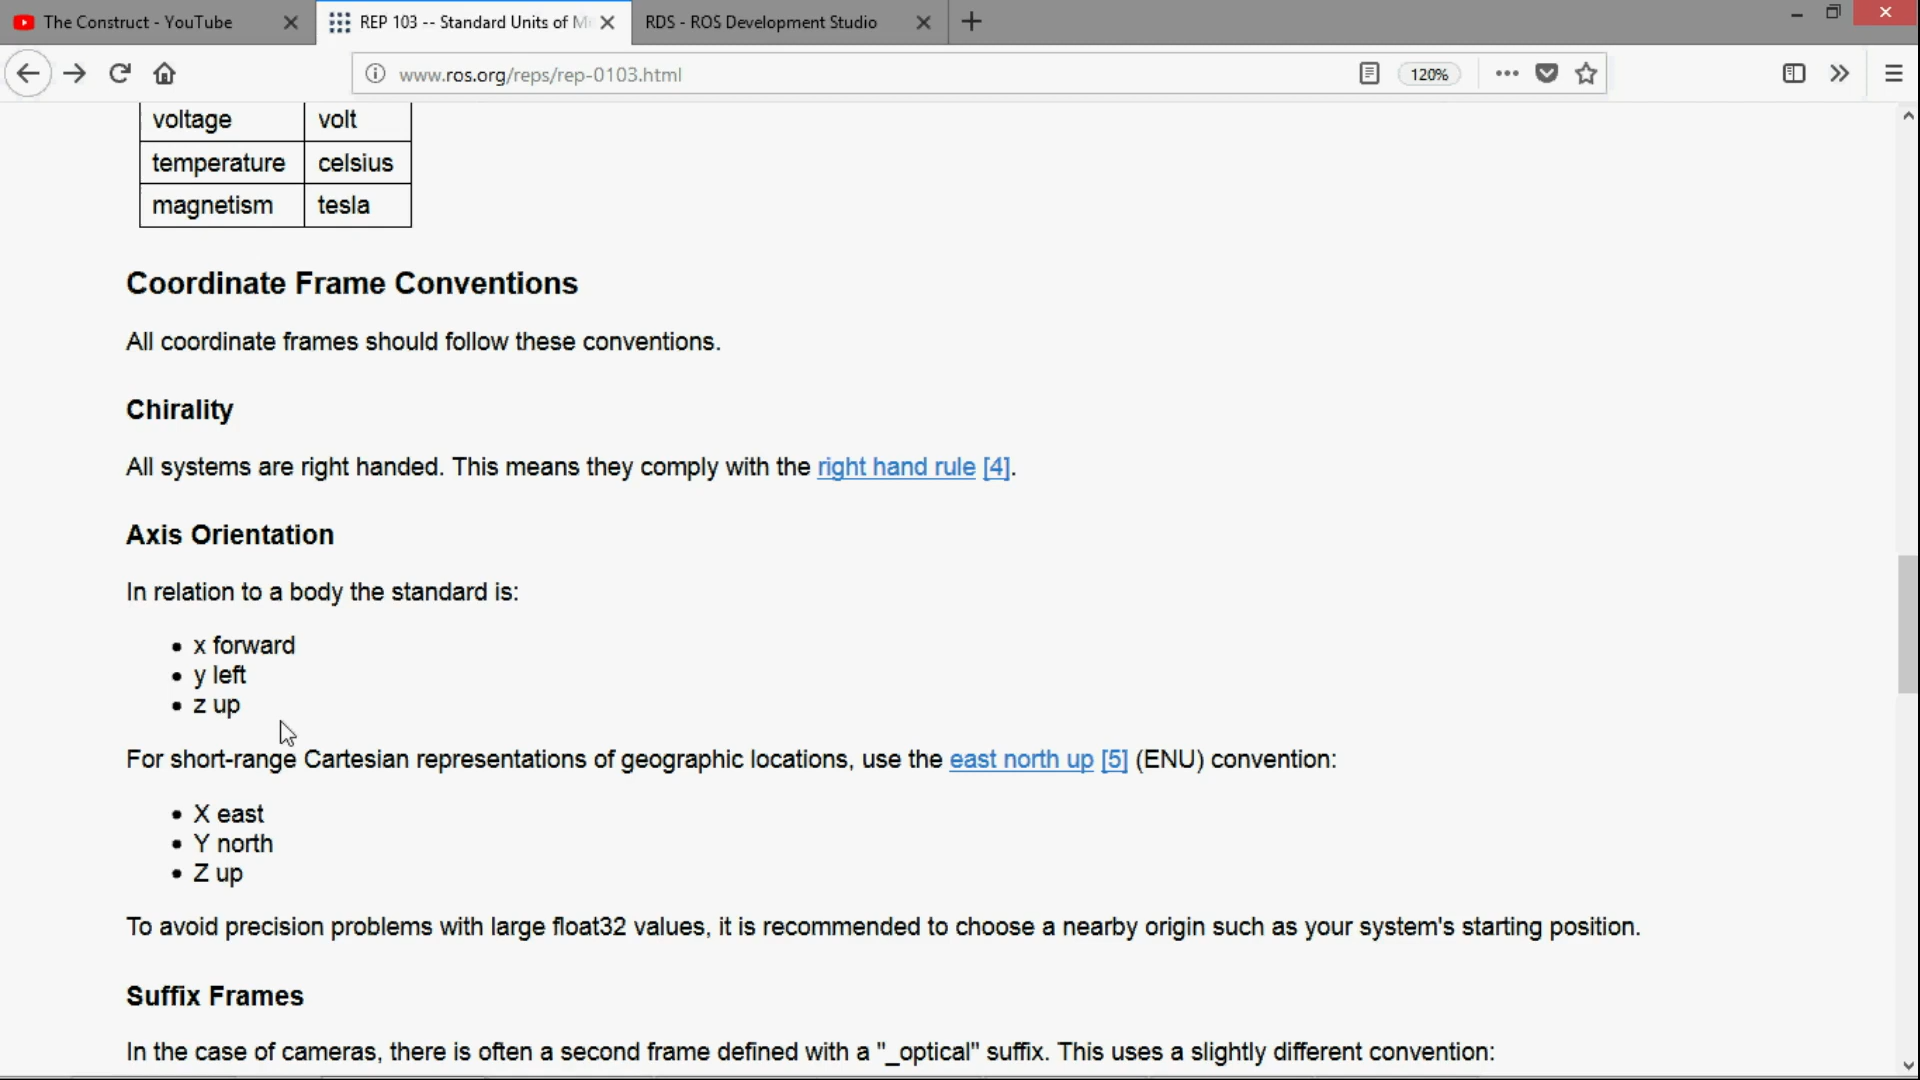 The Construct - YouTube
REP 103 -- Standard Units of M
RDS - ROS Development Studio
www.ros.org/reps/rep-0103.html
120%
voltage volt
temperature celsius
magnetism tesla
Coordinate Frame Conventions
All coordinate frames should follow these conventions.
Chirality
All systems are right handed. This means they comply with the right hand rule [4].
Axis Orientation
In relation to a body the standard is:
• x forward
• y left
• z up
For short-range Cartesian representations of geographic locations, use the east north up [5] (ENU) convention:
• X east
• Y north
• Z up
To avoid precision problems with large float32 values, it is recommended to choose a nearby origin such as your system's starting position.
Suffix Frames
In the case of cameras, there is often a second frame defined with a "_optical" suffix. This uses a slightly different convention: